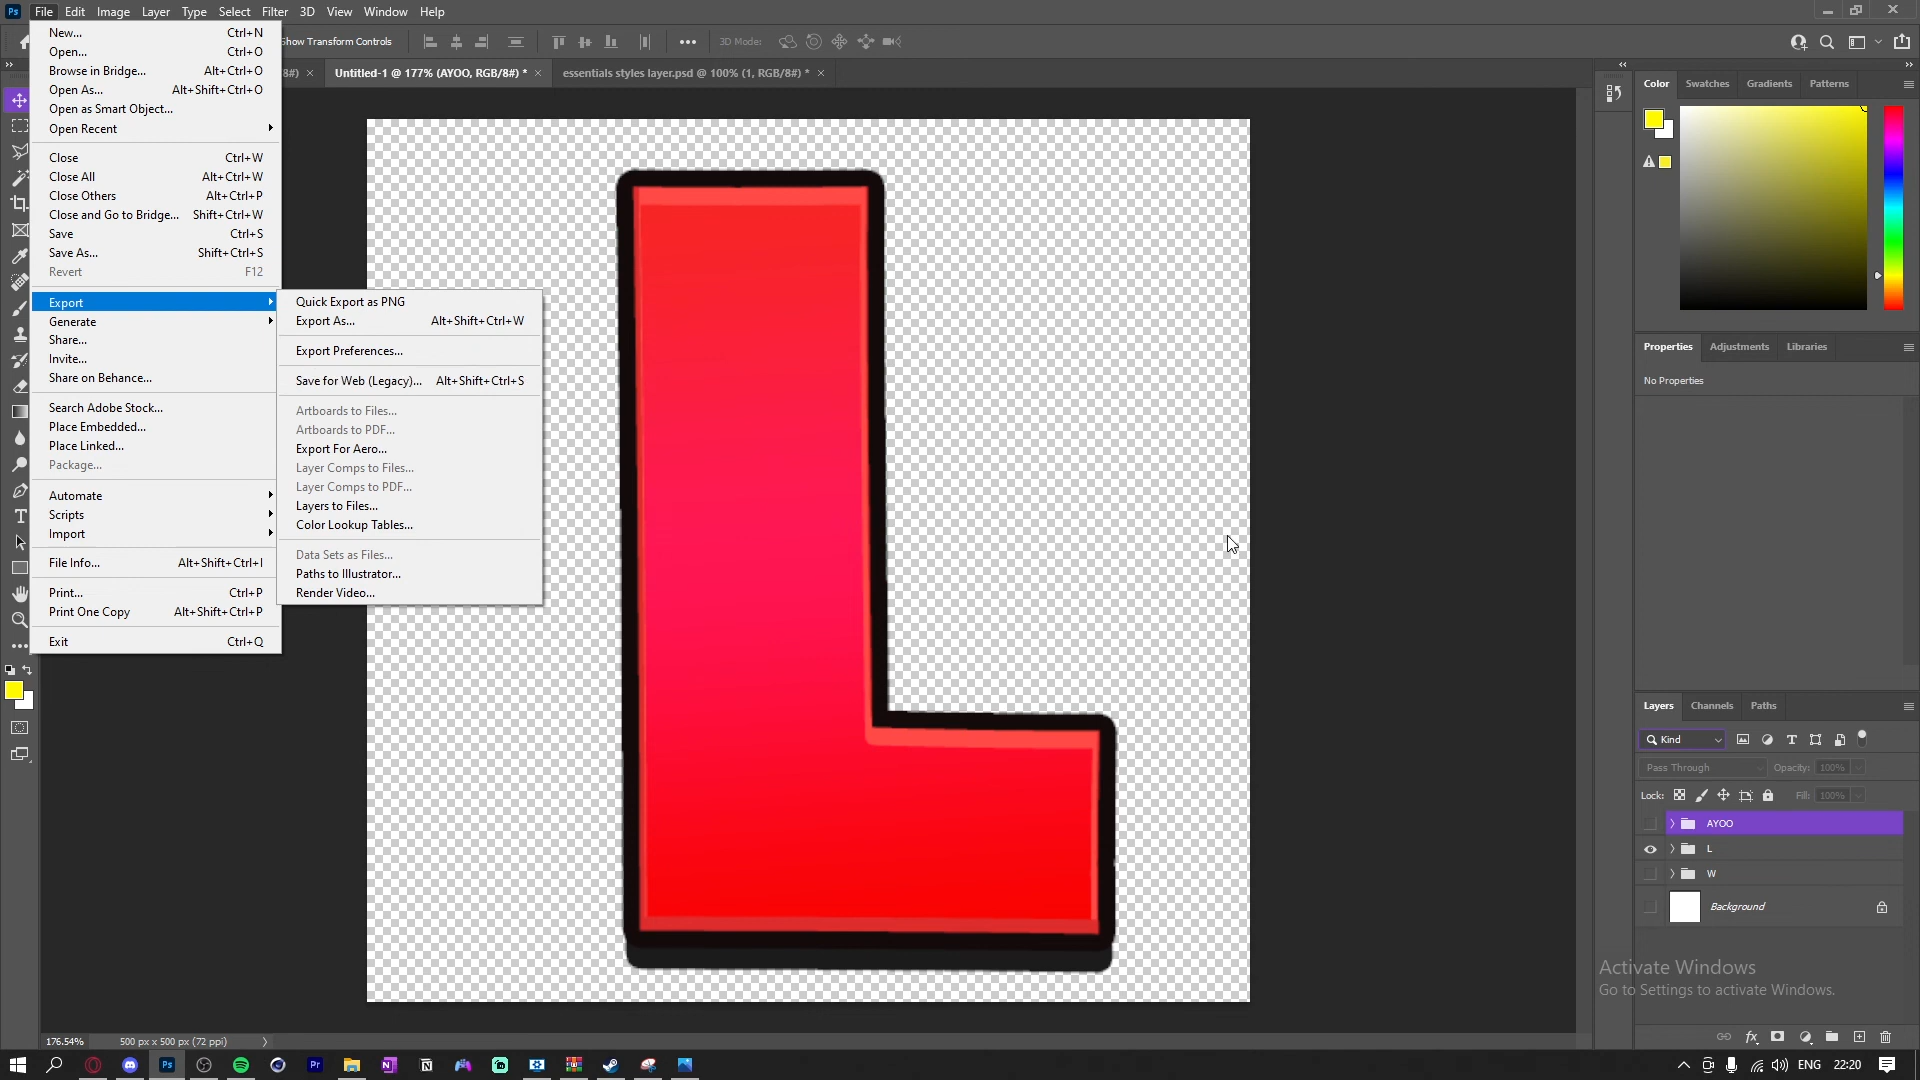 Ps File Edit Image Layer Type Select Filter 3D View Window Help
Show Transform Controls 3D Mode:
8#) × Untitled-1 @ 177% (AYOO, RGB/8#) * × essentials styles layer.psd @ 100% (1, RGB/8#) * ×
New... Ctrl+N
Open... Ctrl+O
Browse in Bridge... Alt+Ctrl+O
Open As... Alt+Shift+Ctrl+O
Open as Smart Object...
Open Recent
Close Ctrl+W
Close All Alt+Ctrl+W
Close Others Alt+Ctrl+P
Close and Go to Bridge... Shift+Ctrl+W
Save Ctrl+S
Save As... Shift+Ctrl+S
Revert F12
Export
Generate
Share...
Invite...
Share on Behance...
Search Adobe Stock...
Place Embedded...
Place Linked...
Package...
Automate
Scripts
Import
File Info... Alt+Shift+Ctrl+I
Print... Ctrl+P
Print One Copy Alt+Shift+Ctrl+P
Exit Ctrl+Q
Quick Export as PNG
Export As... Alt+Shift+Ctrl+W
Export Preferences...
Save for Web (Legacy)... Alt+Shift+Ctrl+S
Artboards to Files...
Artboards to PDF...
Export For Aero...
Layer Comps to Files...
Layer Comps to PDF...
Layers to Files...
Color Lookup Tables...
Data Sets as Files...
Paths to Illustrator...
Render Video...
L
Color Swatches Gradients Patterns
Properties Adjustments Libraries
No Properties
Layers Channels Paths
Kind
Pass Through Opacity: 100%
Lock: Fill: 100%
AYOO
L
W
Background
Activate Windows
Go to Settings to activate Windows.
176.54% 500 px x 500 px (72 ppi)
Ps Pr N ENG 22:20